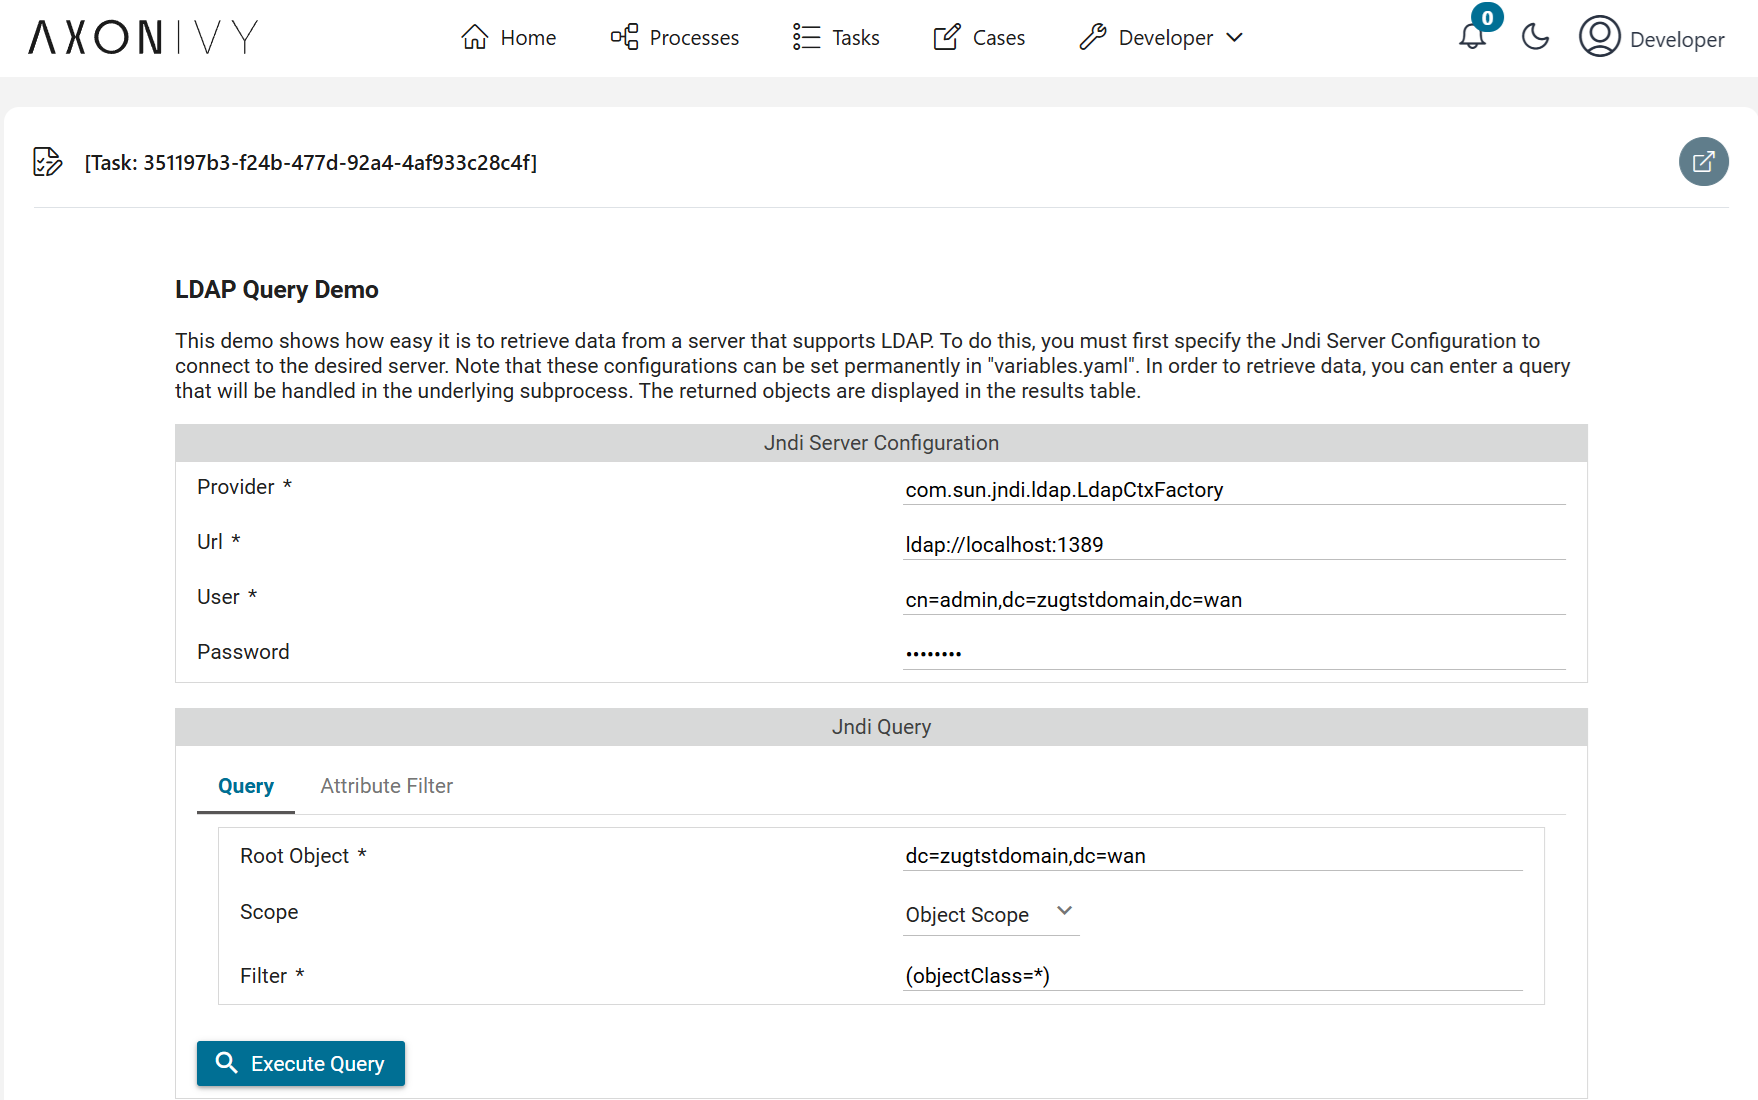 AXONIVY
Home
Processes
Tasks
Cases
Developer
0
Developer
[Task: 351197b3-f24b-477d-92a4-4af933c28c4f]
LDAP Query Demo
This demo shows how easy it is to retrieve data from a server that supports LDAP. To do this, you must first specify the Jndi Server Configuration to
connect to the desired server. Note that these configurations can be set permanently in "variables.yaml". In order to retrieve data, you can enter a query
that will be handled in the underlying subprocess. The returned objects are displayed in the results table.
Jndi Server Configuration
Provider * com.sun.jndi.ldap.LdapCtxFactory
Url * ldap://localhost:1389
User * cn=admin,dc=zugtstdomain,dc=wan
Password ••••••••
Jndi Query
Query Attribute Filter
Root Object * dc=zugtstdomain,dc=wan
Scope Object Scope
Filter * (objectClass=*)
Execute Query